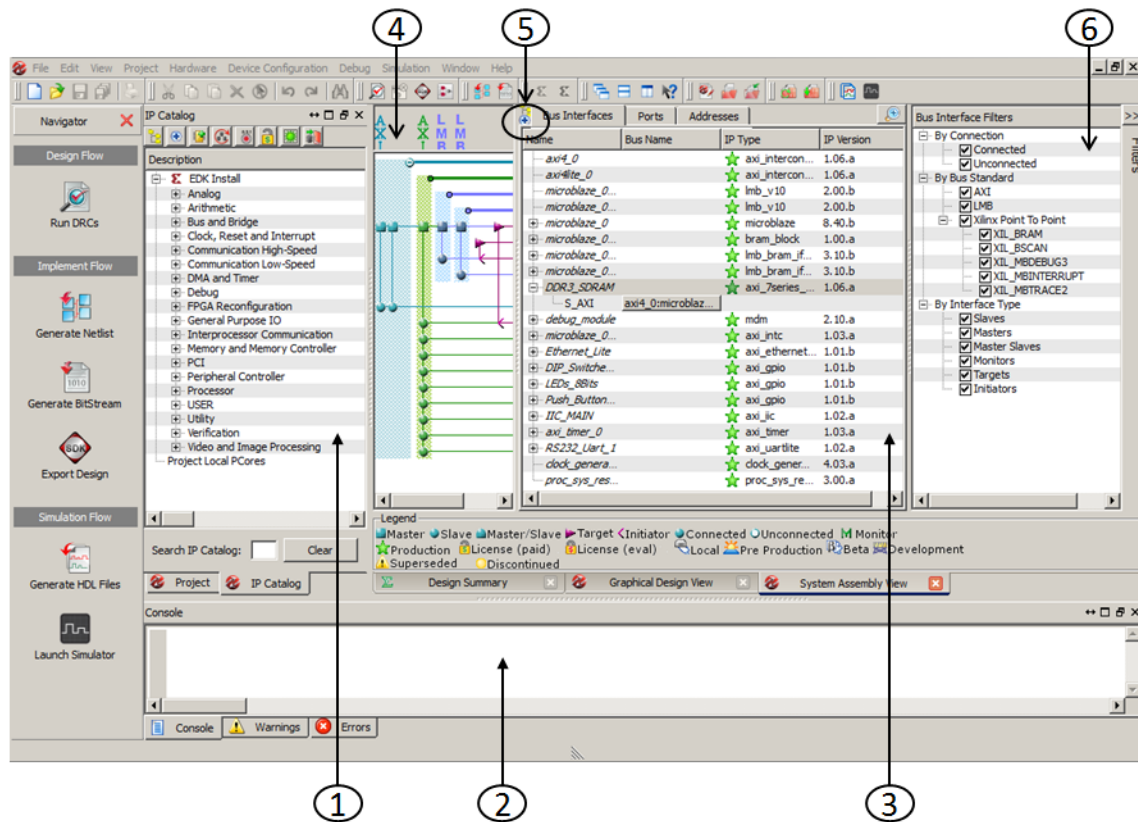 4
5
6
File Edit View Project Hardware Device Configuration Debug Simulation Window Help
Navigator
Design Flow
Run DRCs
Implement Flow
Generate Netlist
Generate BitStream
Export Design
Simulation Flow
Generate HDL Files
Launch Simulator
IP Catalog
Description
EDK Install
Analog
Arithmetic
Bus and Bridge
Clock, Reset and Interrupt
Communication High-Speed
Communication Low-Speed
DMA and Timer
Debug
FPGA Reconfiguration
General Purpose IO
Interprocessor Communication
Memory and Memory Controller
PCI
Peripheral Controller
Processor
USER
Utility
Verification
Video and Image Processing
Project Local PCores
Search IP Catalog: Clear
Project IP Catalog
AXI AXI LMB LMB
Bus Interfaces Ports Addresses
Name Bus Name IP Type IP Version
axi4_0 axi_intercon... 1.06.a
axi4lite_0 axi_intercon... 1.06.a
microblaze_0... lmb_v10 2.00.b
microblaze_0... lmb_v10 2.00.b
microblaze_0 microblaze 8.40.b
microblaze_0... bram_block 1.00.a
microblaze_0... lmb_bram_if... 3.10.b
microblaze_0... lmb_bram_if... 3.10.b
DDR3_SDRAM axi_7series_... 1.06.a
S_AXI axi4_0:microblaz...
debug_module mdm 2.10.a
microblaze_0... axi_intc 1.03.a
Ethernet_Lite axi_ethernet... 1.01.b
DIP_Switche... axi_gpio 1.01.b
LEDs_8Bits axi_gpio 1.01.b
Push_Button... axi_gpio 1.01.b
IIC_MAIN axi_iic 1.02.a
axi_timer_0 axi_timer 1.03.a
RS232_Uart_1 axi_uartlite 1.02.a
clock_genera... clock_gener... 4.03.a
proc_sys_res... proc_sys_re... 3.00.a
Bus Interface Filters
By Connection
Connected
Unconnected
By Bus Standard
AXI
LMB
Xilinx Point To Point
XIL_BRAM
XIL_BSCAN
XIL_MBDEBUG3
XIL_MBINTERRUPT
XIL_MBTRACE2
By Interface Type
Slaves
Masters
Master Slaves
Monitors
Targets
Initiators
>>
Filters
Legend
Master Slave Master/Slave Target Initiator Connected Unconnected M Monitor
Production License (paid) License (eval) Local Pre Production Beta Development
Superseded Discontinued
Design Summary Graphical Design View System Assembly View
Console
Console Warnings Errors
1
2
3